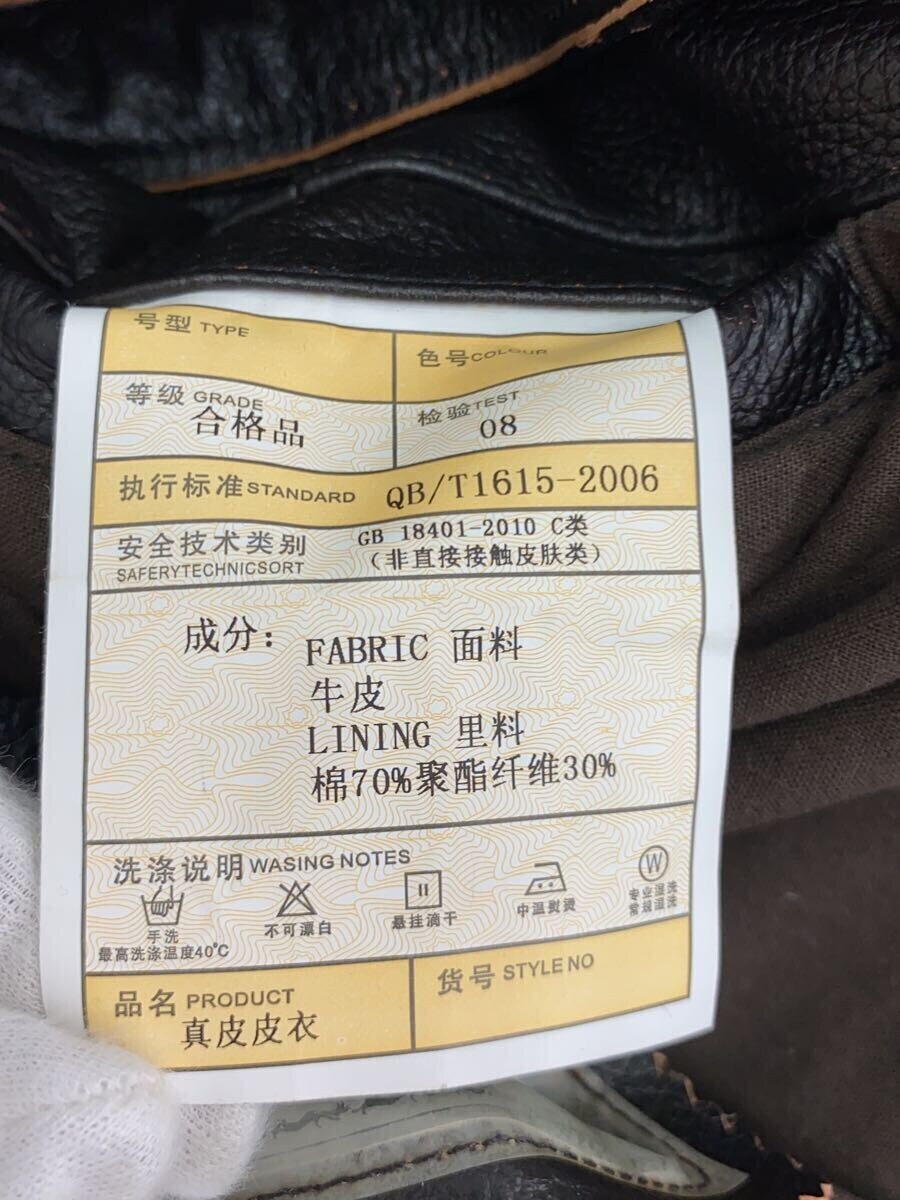 号型 TYPE
色号 COLOUR
等级 GRADE
合格品
检验 TEST
08
执行标准 STANDARD QB/T1615-2006
安全技术类别
SAFERYTECHNICSORT
GB 18401-2010 C类
(非直接接触皮肤类)
成分: FABRIC 面料
牛皮
LINING 里料
棉70%聚酯纤维30%
洗涤说明 WASING NOTES
手洗
最高洗涤温度40℃
不可漂白
悬挂滴干
中温熨烫
W
专业湿洗
常规湿洗
品名 PRODUCT
真皮皮衣
货号 STYLE NO